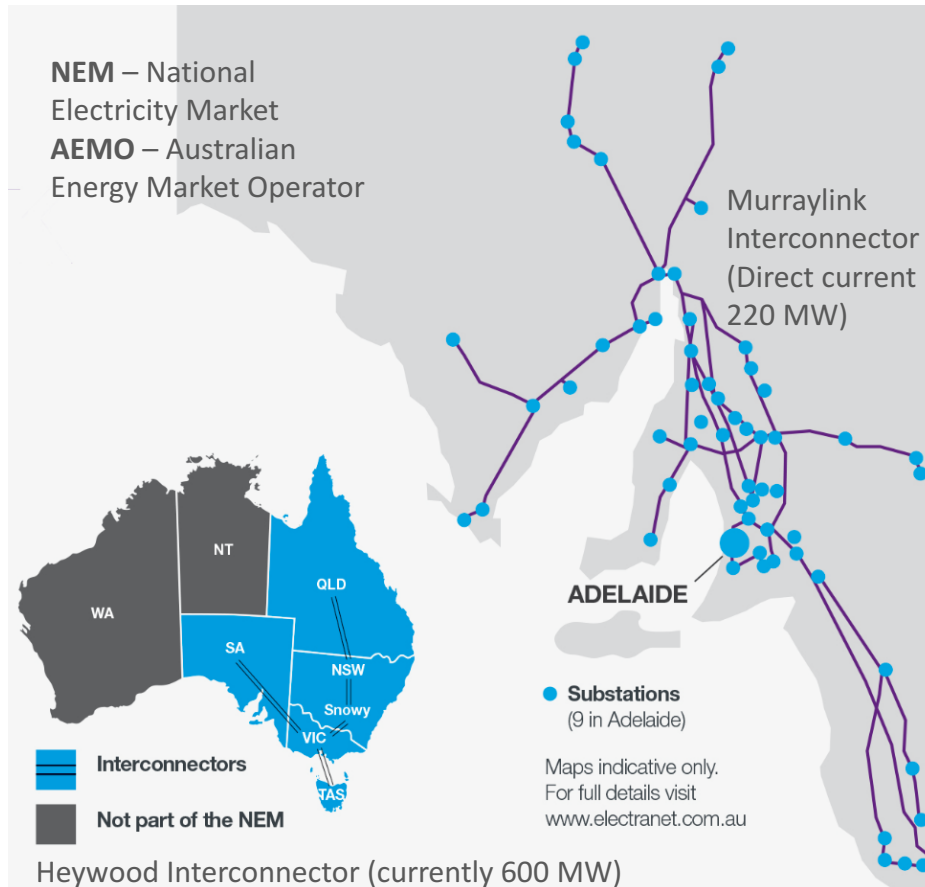 NEM – National
Electricity Market
AEMO – Australian
Energy Market Operator
Murraylink
Interconnector
(Direct current
220 MW)
ADELAIDE
Substations
(9 in Adelaide)
Maps indicative only.
For full details visit
www.electranet.com.au
WA
NT
QLD
SA
NSW
Snowy
VIC
TAS
Interconnectors
Not part of the NEM
Heywood Interconnector (currently 600 MW)